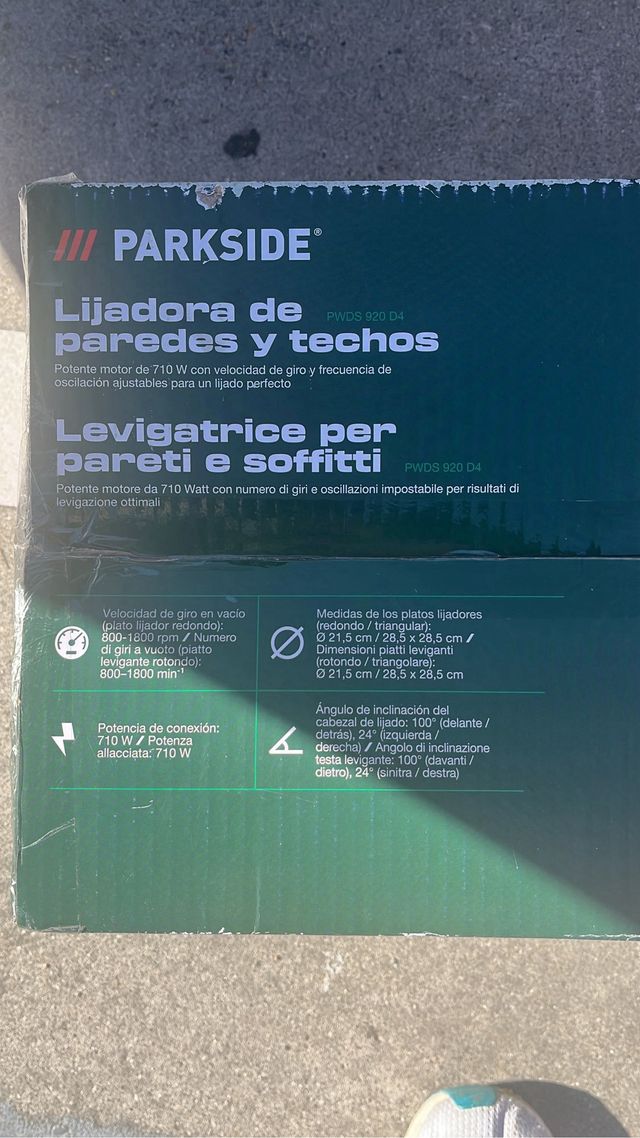 PARKSIDE®
Lijadora de PWDS 920 D4
paredes y techos
Potente motor de 710 W con velocidad de giro y frecuencia de
oscilación ajustables para un lijado perfecto
Levigatrice per
pareti e soffitti PWDS 920 D4
Potente motore da 710 Watt con numero di giri e oscillazioni impostabile per risultati di
levigazione ottimali
Velocidad de giro en vacío
(plato lijador redondo):
800-1800 rpm / Numero
di giri a vuoto (piatto
levigante rotondo):
800–1800 min⁻¹
Medidas de los platos lijadores
(redondo / triangular):
Ø 21,5 cm / 28,5 x 28,5 cm /
Dimensioni piatti leviganti
(rotondo / triangolare):
Ø 21,5 cm / 28,5 x 28,5 cm
Potencia de conexión:
710 W / Potenza
allacciata: 710 W
Ángulo de inclinación del
cabezal de lijado: 100° (delante /
detrás), 24° (izquierda /
derecha) / Angolo di inclinazione
testa levigante: 100° (davanti /
dietro), 24° (sinitra / destra)